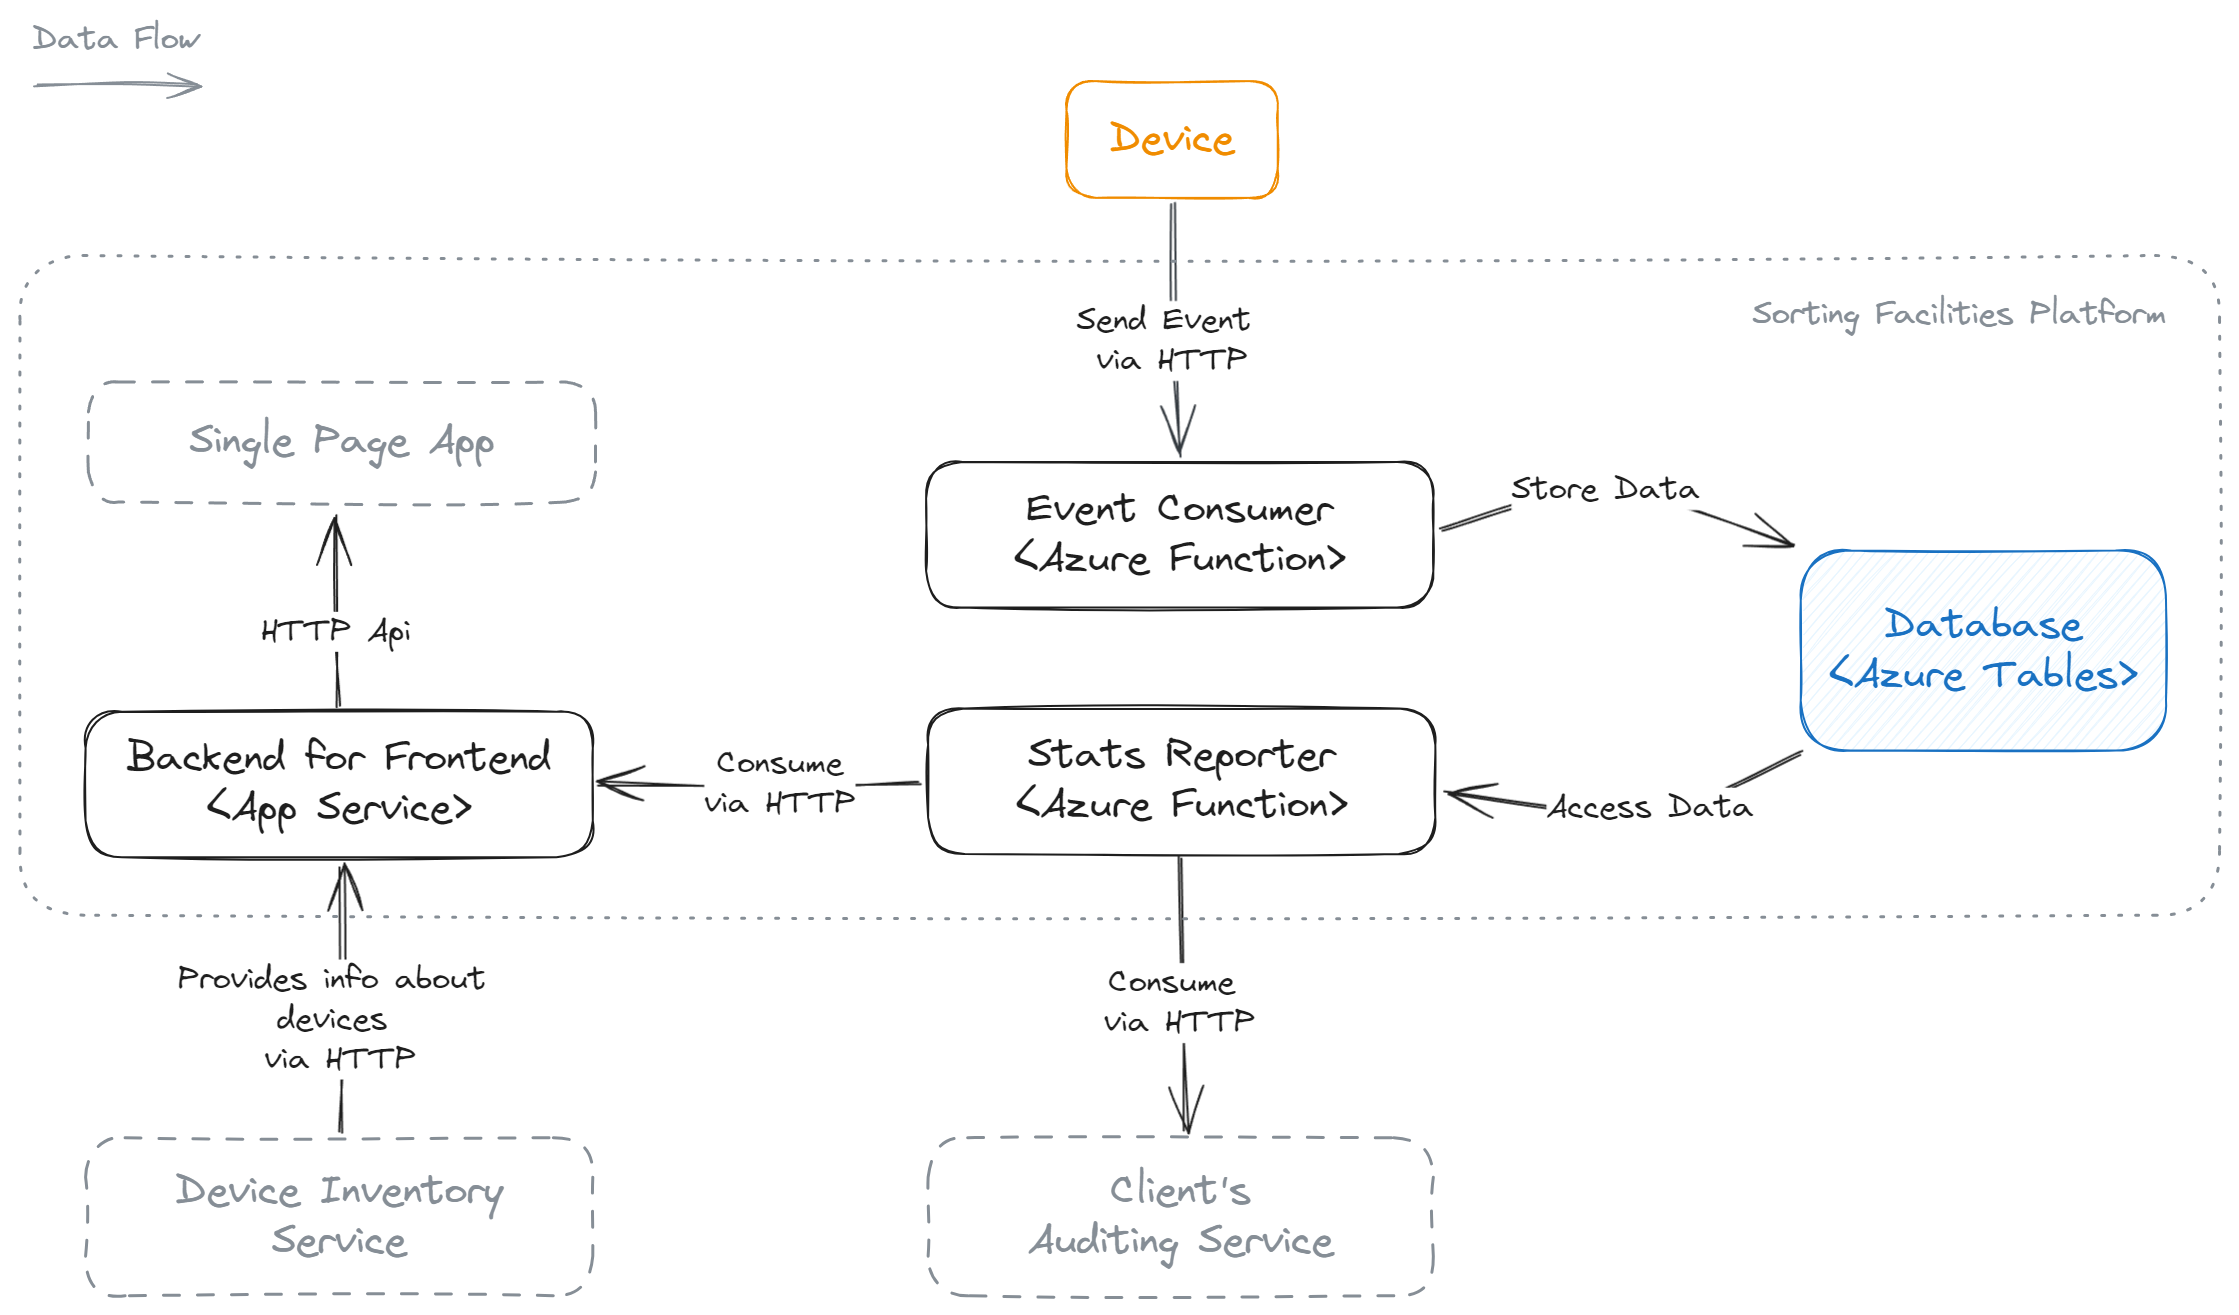 Data Flow
Device
Send Event
via HTTP
Sorting Facilities Platform
Single Page App
Event Consumer
<Azure Function>
Store Data
Database
<Azure Tables>
HTTP Api
Backend for Frontend
<App Service>
Consume
via HTTP
Stats Reporter
<Azure Function>
Access Data
Provides info about
devices
via HTTP
Consume
via HTTP
Device Inventory
Service
Client's
Auditing Service